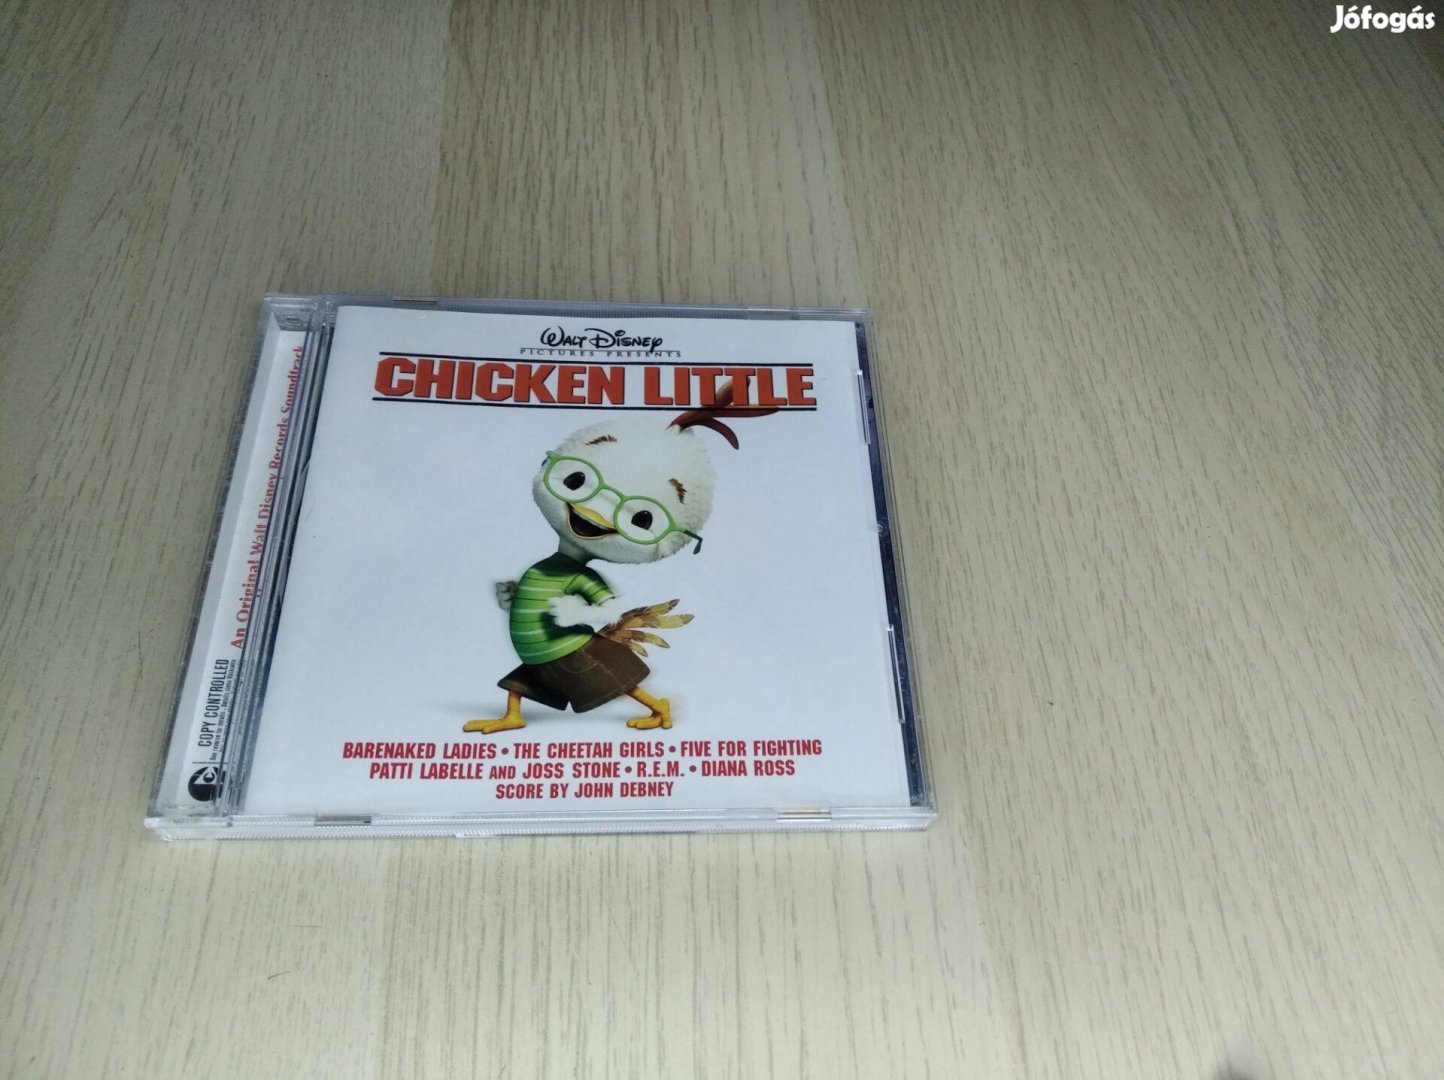 Jófogás
Walt Disney
PICTURES PRESENTS
CHICKEN LITTLE
BARENAKED LADIES • THE CHEETAH GIRLS • FIVE FOR FIGHTING
PATTI LABELLE AND JOSS STONE • R.E.M. • DIANA ROSS
SCORE BY JOHN DEBNEY
An Original Walt Disney Records Soundtrack
COPY CONTROLLED